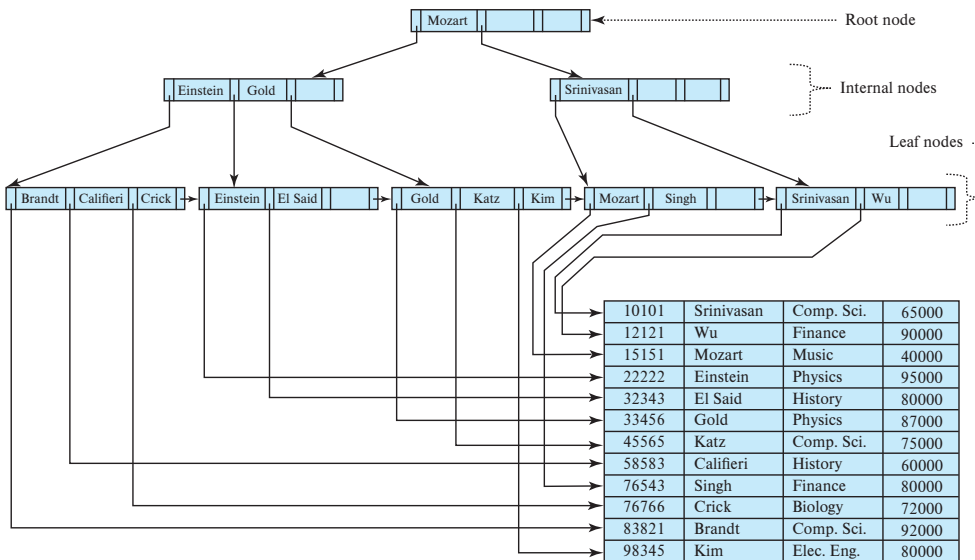 Mozart
Root node
Einstein Gold
Srinivasan
Internal nodes
Leaf nodes
Brandt Califieri Crick
Einstein El Said
Gold Katz Kim
Mozart Singh
Srinivasan Wu
10101 Srinivasan Comp. Sci. 65000
12121 Wu Finance 90000
15151 Mozart Music 40000
22222 Einstein Physics 95000
32343 El Said History 80000
33456 Gold Physics 87000
45565 Katz Comp. Sci. 75000
58583 Califieri History 60000
76543 Singh Finance 80000
76766 Crick Biology 72000
83821 Brandt Comp. Sci. 92000
98345 Kim Elec. Eng. 80000